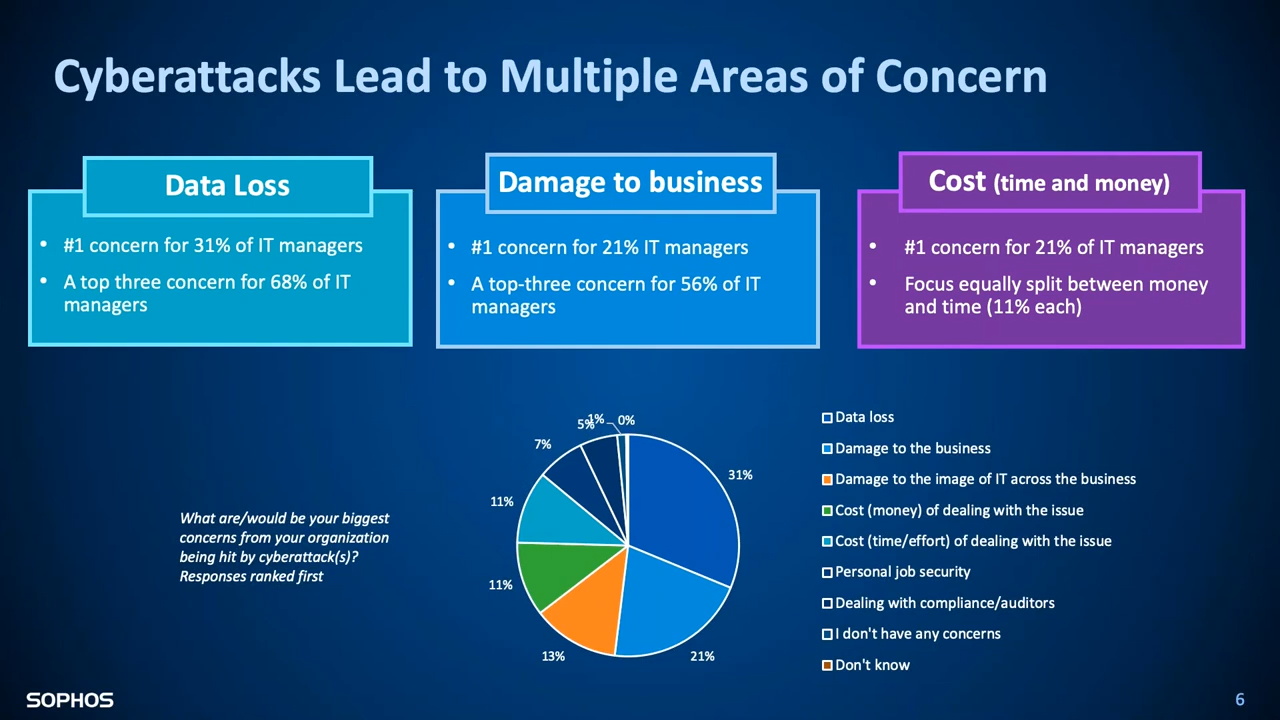 Cyberattacks Lead to Multiple Areas of Concern
Data Loss
• #1 concern for 31% of IT managers
• A top three concern for 68% of IT
managers
Damage to business
• #1 concern for 21% IT managers
• A top-three concern for 56% of IT
managers
Cost (time and money)
• #1 concern for 21% of IT managers
• Focus equally split between money
and time (11% each)
What are/would be your biggest
concerns from your organization
being hit by cyberattack(s)?
Responses ranked first
31%
21%
13%
11%
11%
7%
5%
1%
0%
Data loss
Damage to the business
Damage to the image of IT across the business
Cost (money) of dealing with the issue
Cost (time/effort) of dealing with the issue
Personal job security
Dealing with compliance/auditors
I don't have any concerns
Don't know
SOPHOS
6